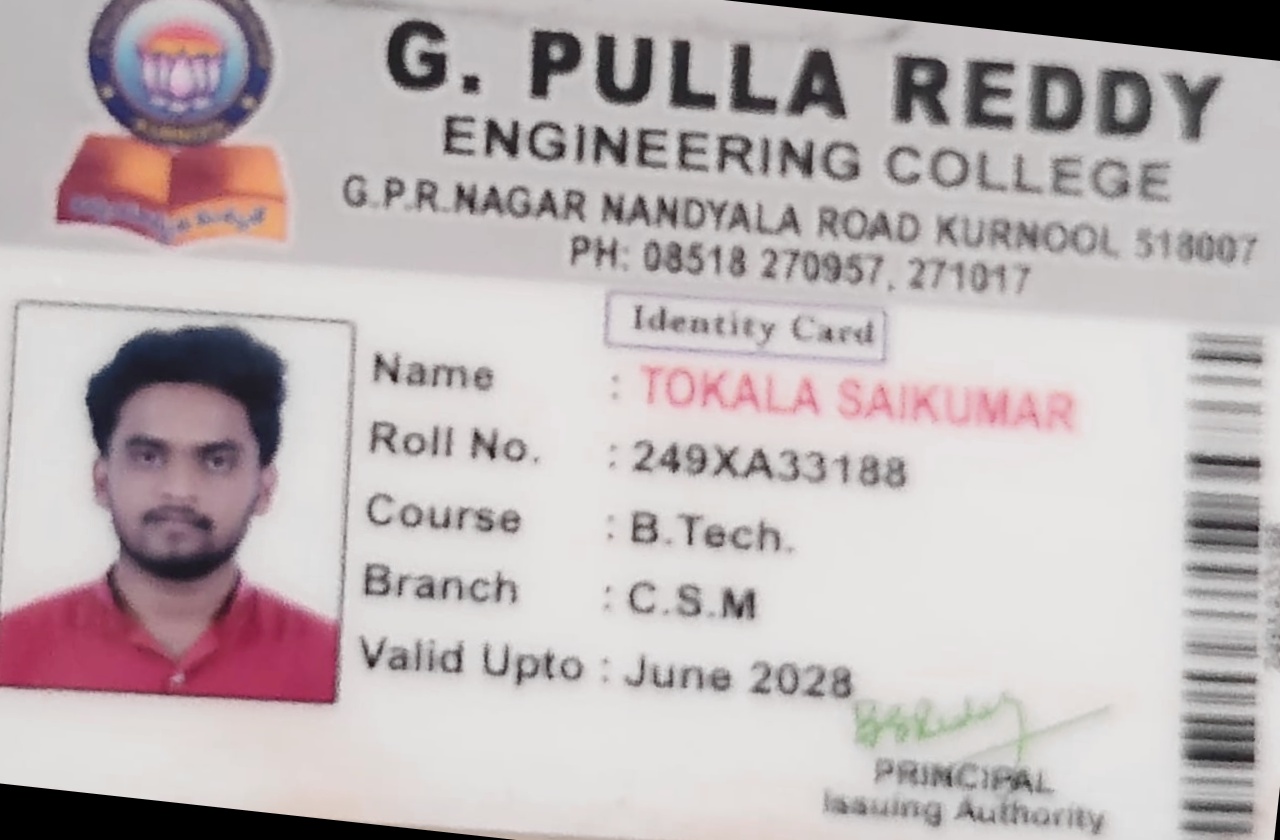 G. PULLA REDDY
ENGINEERING COLLEGE
G.P.R.NAGAR NANDYALA ROAD KURNOOL 518007
PH: 08518 270957, 271017
Identity Card
Name : TOKALA SAIKUMAR
Roll No. : 249XA33188
Course : B.Tech.
Branch : C.S.M
Valid Upto : June 2028
BSReddy
PRINCIPAL
Issuing Authority